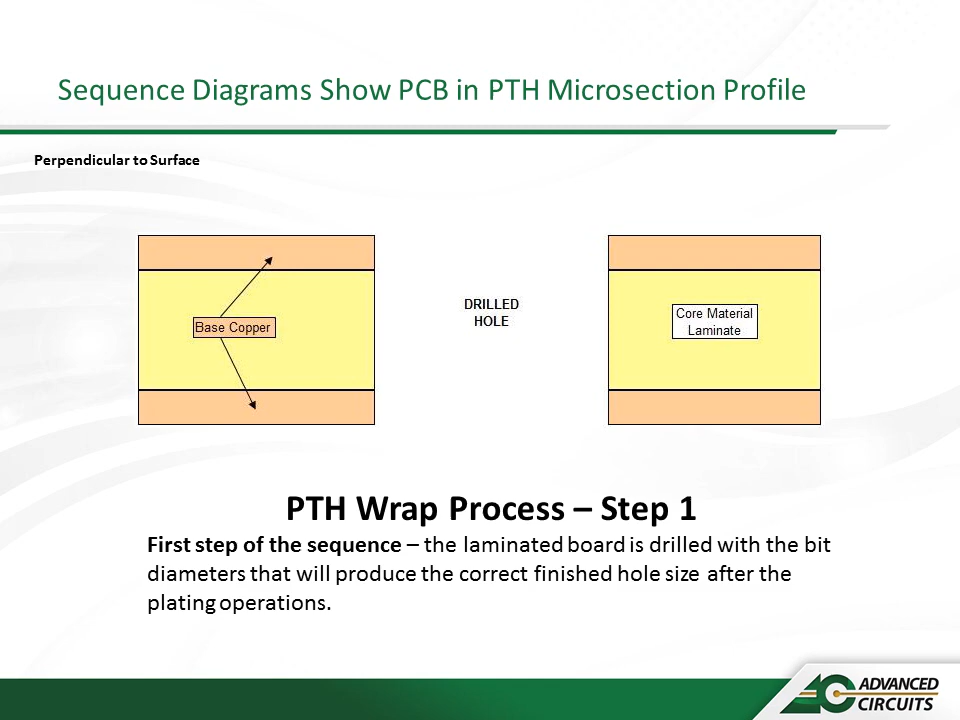 Sequence Diagrams Show PCB in PTH Microsection Profile
Perpendicular to Surface
DRILLED
HOLE
Base Copper
Core Material
Laminate
PTH Wrap Process – Step 1
First step of the sequence – the laminated board is drilled with the bit
diameters that will produce the correct finished hole size after the
plating operations.
ADVANCED
CIRCUITS